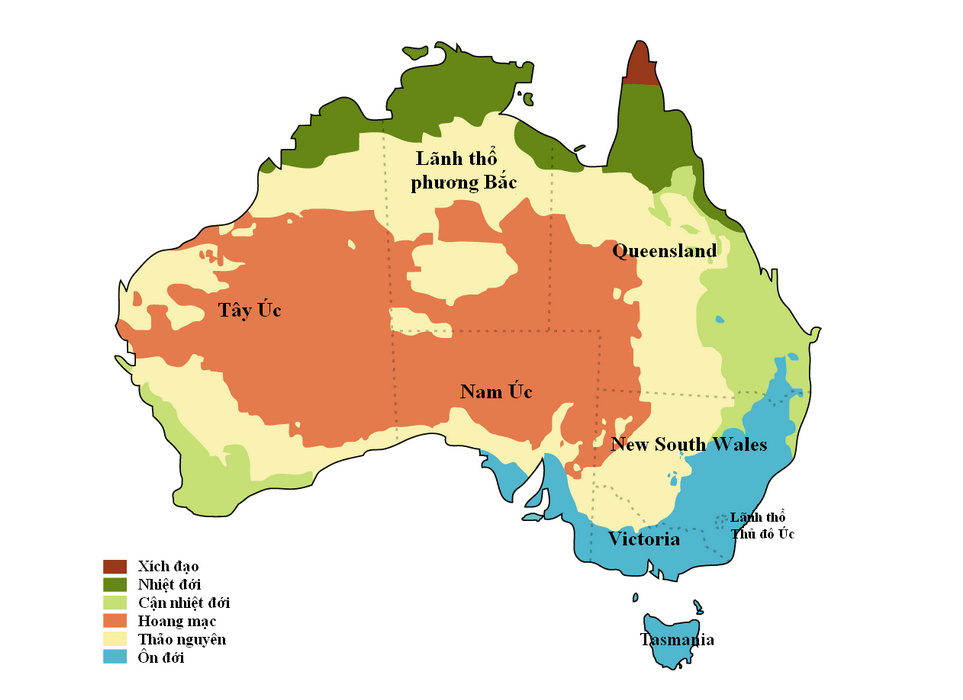 Lãnh thổ
phương Bắc
Queensland
Tây Úc
Nam Úc
New South Wales
Lãnh thổ
Thủ đô Úc
Victoria
Tasmania
Xích đạo
Nhiệt đới
Cận nhiệt đới
Hoang mạc
Thảo nguyên
Ôn đới